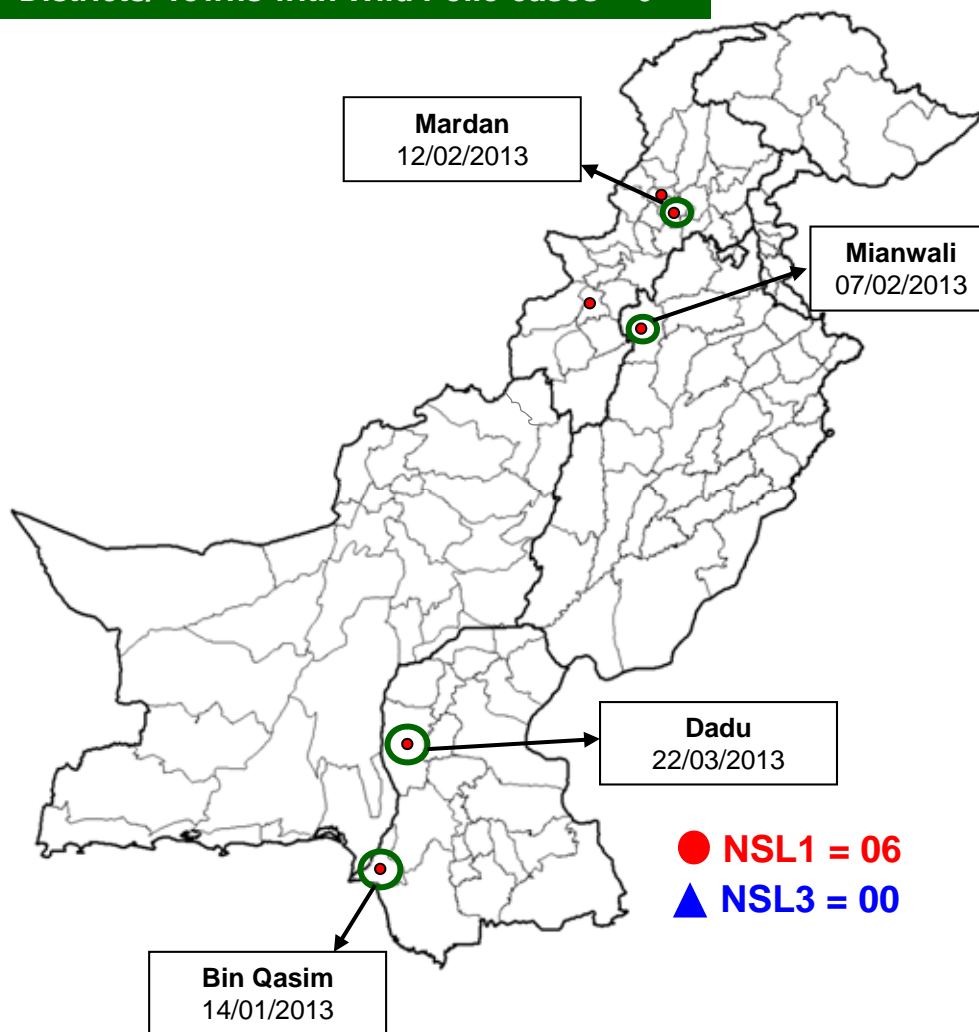 Mardan
12/02/2013
Mianwali
07/02/2013
Dadu
22/03/2013
NSL1 = 06
NSL3 = 00
Bin Qasim
14/01/2013